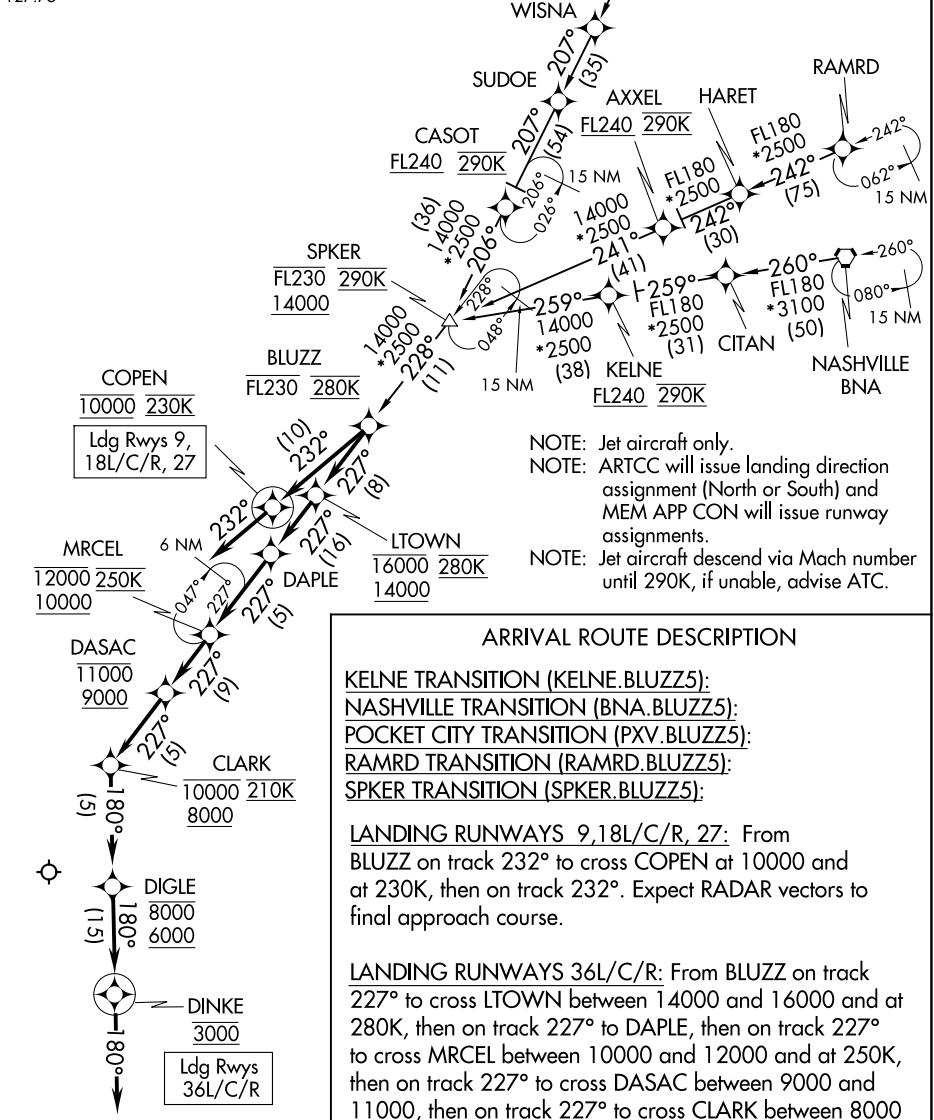 WISNA
207°
(35)
SUDOE
207°
(54)
CASOT
FL240 290K
206°
026°
15 NM
(36)
14000
*2500
206°
AXXEL
FL240 290K
HARET
RAMRD
FL180
*2500
242°
(75)
242°
062°
15 NM
FL180
*2500
242°
(30)
14000
*2500
241°
(41)
SPKER
FL230 290K
14000
228°
048°
15 NM
259°
14000
*2500
(38)
KELNE
FL240 290K
259°
FL180
*2500
(31)
CITAN
260°
FL180
*3100
(50)
260°
080°
15 NM
NASHVILLE
BNA
14000
*2500
228°
(11)
BLUZZ
FL230 280K
COPEN
10000 230K
Ldg Rwys 9,
18L/C/R, 27
(10)
232°
227°
(8)
232°
6 NM
LTOWN
16000 280K
14000
227°
(16)
DAPLE
MRCEL
12000 250K
10000
047°
227°
227°
(5)
DASAC
11000
9000
227°
(9)
227°
(5)
CLARK
10000 210K
8000
180°
(5)
DIGLE
8000
6000
180°
(15)
DINKE
3000
Ldg Rwys
36L/C/R
180°
NOTE: Jet aircraft only.
NOTE: ARTCC will issue landing direction
assignment (North or South) and
MEM APP CON will issue runway
assignments.
NOTE: Jet aircraft descend via Mach number
until 290K, if unable, advise ATC.
ARRIVAL ROUTE DESCRIPTION
KELNE TRANSITION (KELNE.BLUZZ5):
NASHVILLE TRANSITION (BNA.BLUZZ5):
POCKET CITY TRANSITION (PXV.BLUZZ5):
RAMRD TRANSITION (RAMRD.BLUZZ5):
SPKER TRANSITION (SPKER.BLUZZ5):
LANDING RUNWAYS 9,18L/C/R, 27: From
BLUZZ on track 232° to cross COPEN at 10000 and
at 230K, then on track 232°. Expect RADAR vectors to
final approach course.
LANDING RUNWAYS 36L/C/R: From BLUZZ on track
227° to cross LTOWN between 14000 and 16000 and at
280K, then on track 227° to DAPLE, then on track 227°
to cross MRCEL between 10000 and 12000 and at 250K,
then on track 227° to cross DASAC between 9000 and
11000, then on track 227° to cross CLARK between 8000